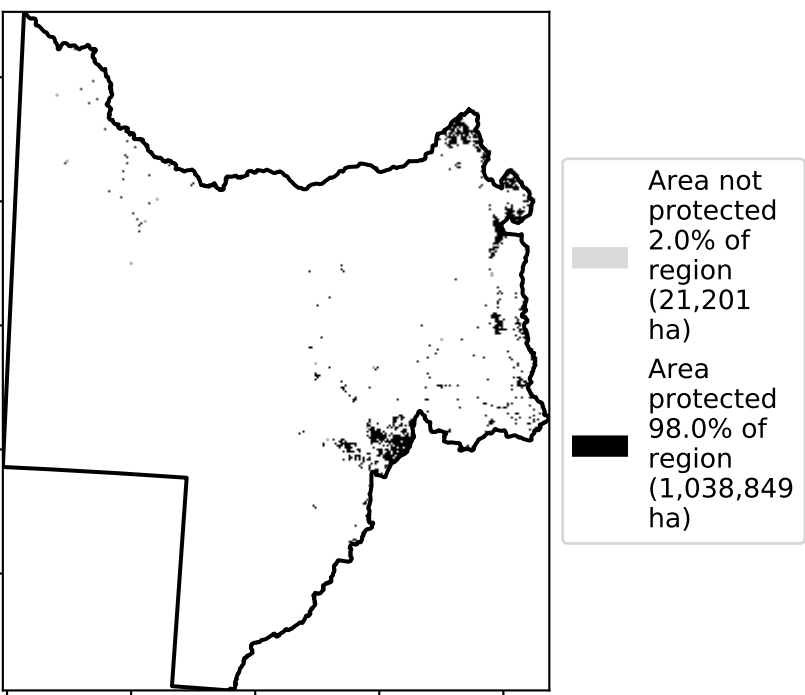 Area not
protected
2.0% of
region
(21,201
ha)
Area
protected
98.0% of
region
(1,038,849
ha)